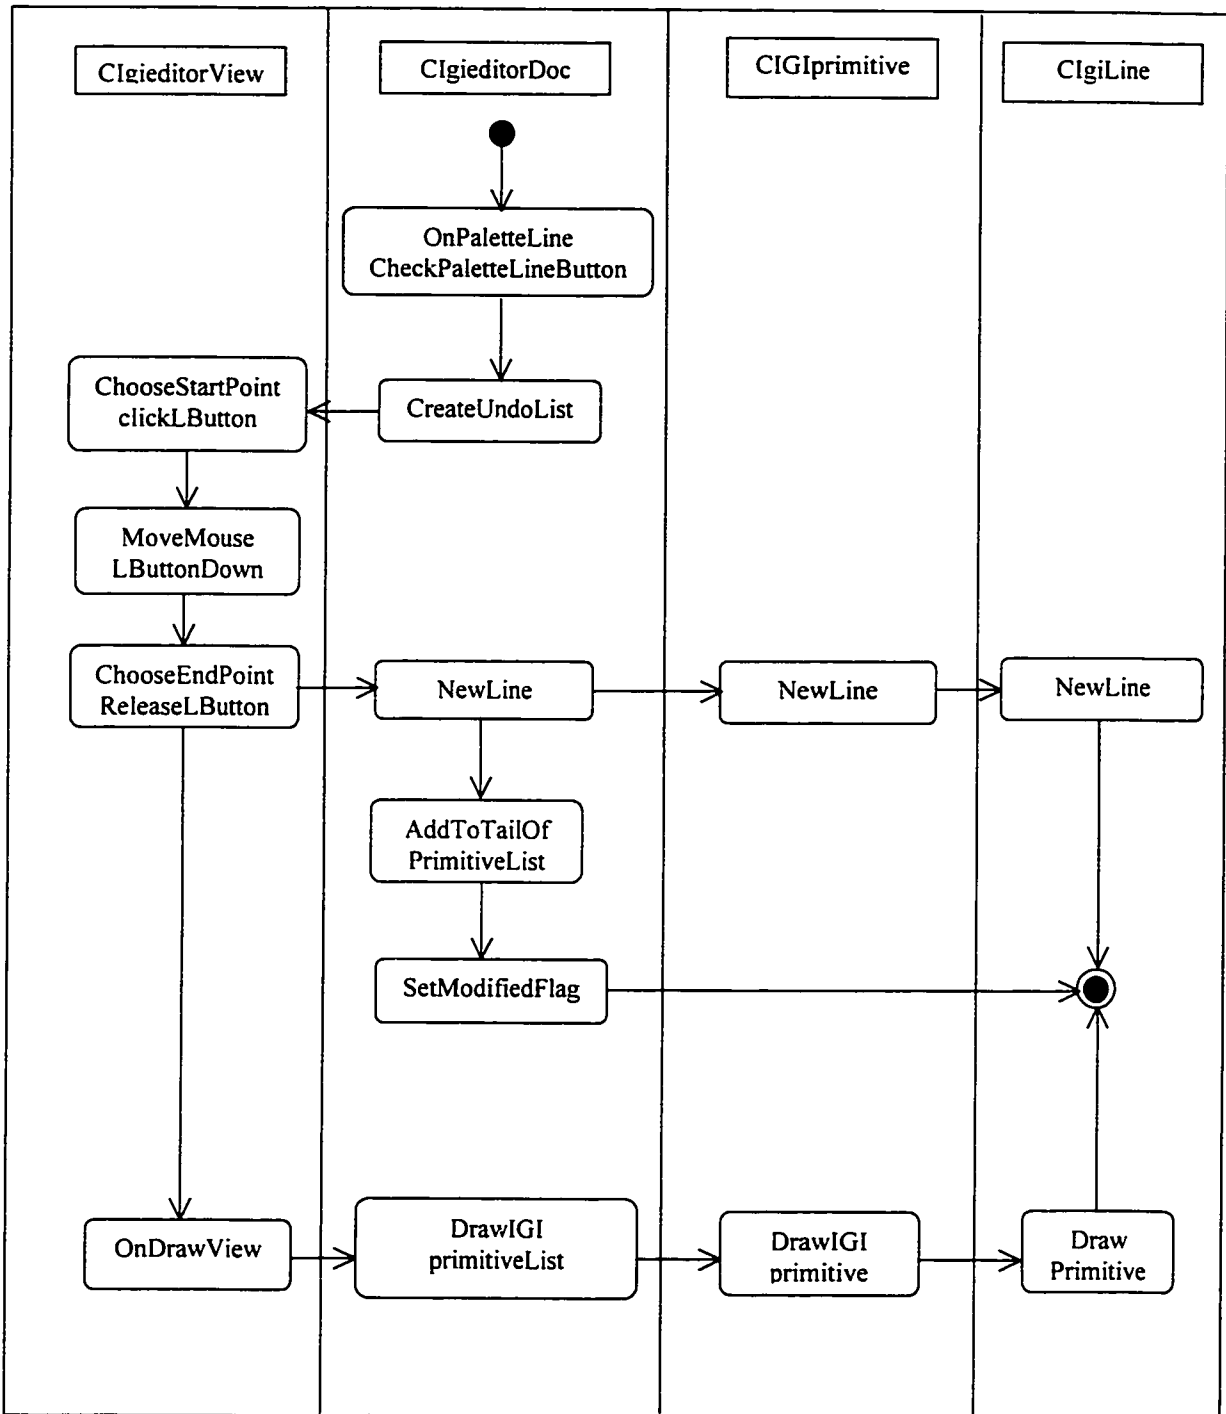 CIgieditorView
CIgieditorDoc
CIGIprimitive
CIgiLine
OnPaletteLine
CheckPaletteLineButton
ChooseStartPoint
clickLButton
CreateUndoList
MoveMouse
LButtonDown
ChooseEndPoint
ReleaseLButton
NewLine
NewLine
NewLine
AddToTailOf
PrimitiveList
SetModifiedFlag
OnDrawView
DrawIGI
primitiveList
DrawIGI
primitive
Draw
Primitive